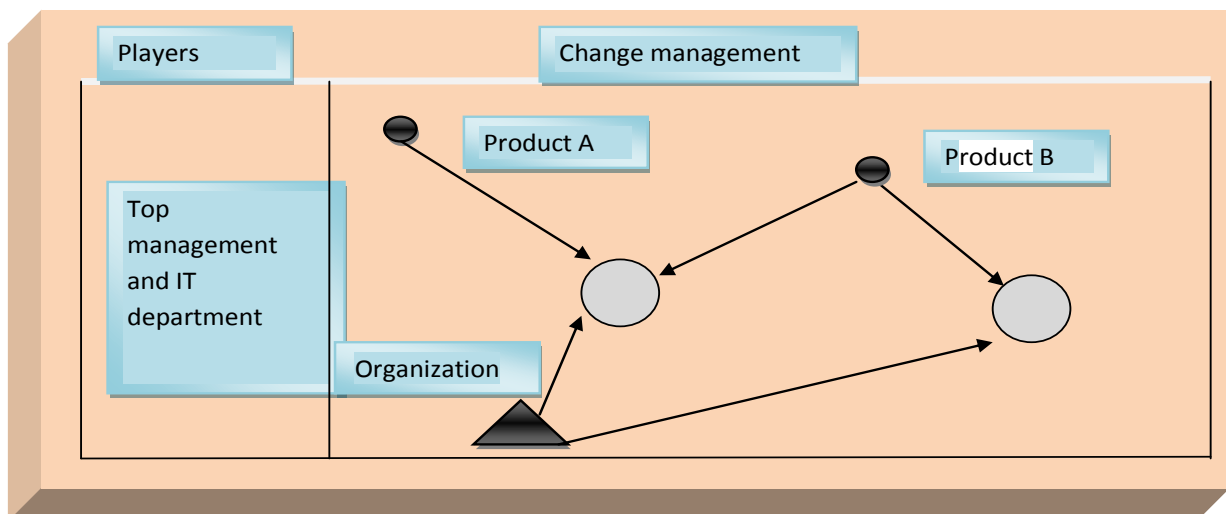 Players
Change management
Product A
Product B
Top
management
and IT
department
Organization